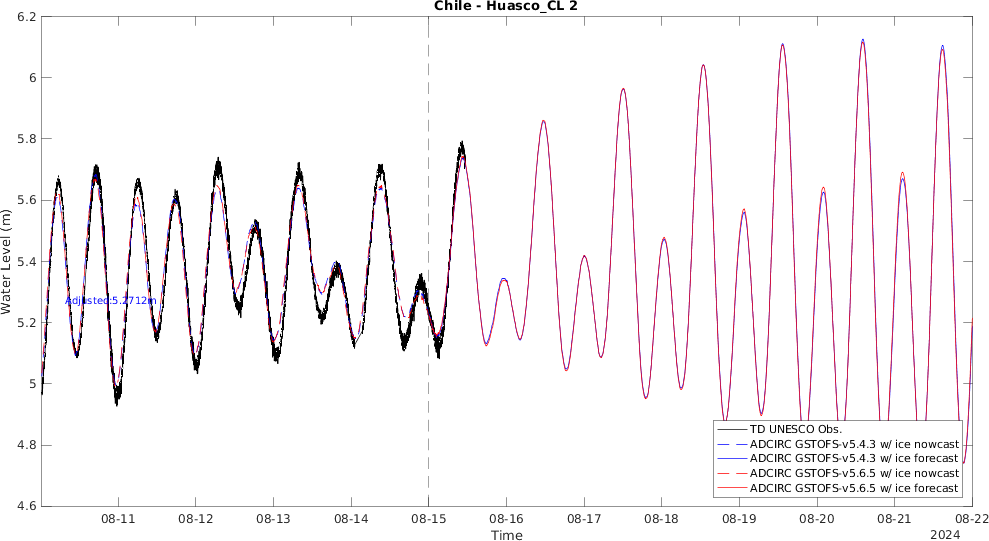 Chile - Huasco_CL 2
6.2
6
5.8
5.6
5.4
5.2
5
4.8
4.6
Water Level (m)
Adjusted:5.2712m
TD UNESCO Obs.
ADCIRC GSTOFS-v5.4.3 w/ ice nowcast
ADCIRC GSTOFS-v5.4.3 w/ ice forecast
ADCIRC GSTOFS-v5.6.5 w/ ice nowcast
ADCIRC GSTOFS-v5.6.5 w/ ice forecast
08-11 08-12 08-13 08-14 08-15 08-16 08-17 08-18 08-19 08-20 08-21 08-22
Time
2024